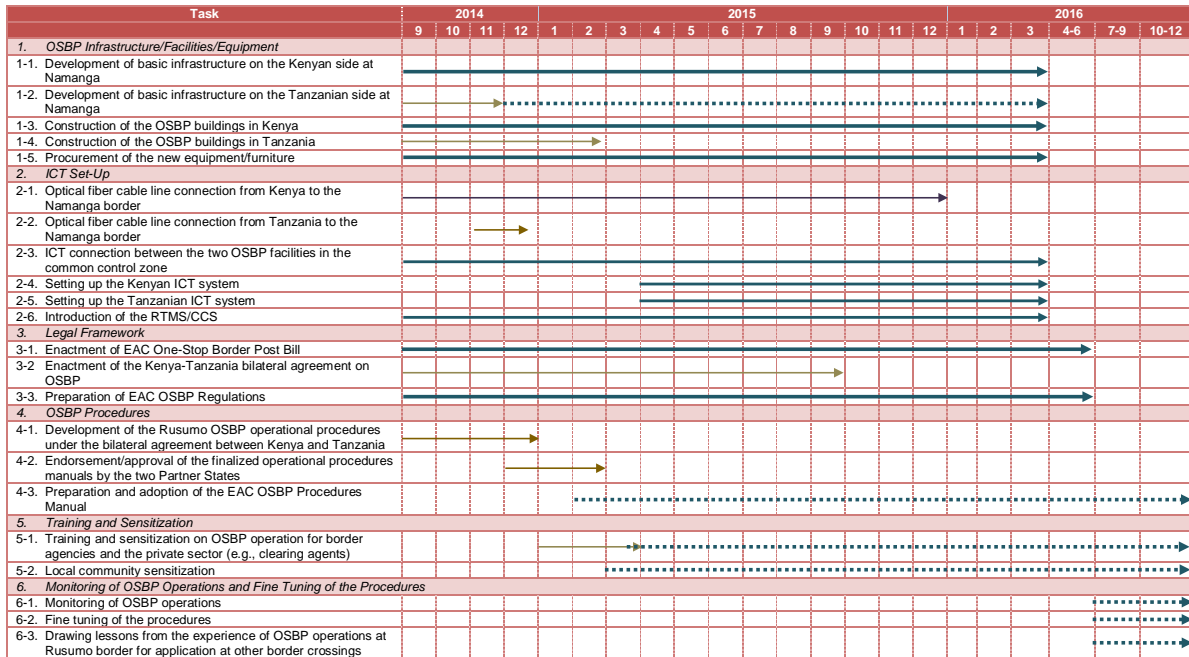 Task 2014 2015 2016
9 10 11 12 1 2 3 4 5 6 7 8 9 10 11 12 1 2 3 4-6 7-9 10-12
1. OSBP Infrastructure/Facilities/Equipment
1-1. Development of basic infrastructure on the Kenyan side at
Namanga
1-2. Development of basic infrastructure on the Tanzanian side at
Namanga
1-3. Construction of the OSBP buildings in Kenya
1-4. Construction of the OSBP buildings in Tanzania
1-5. Procurement of the new equipment/furniture
2. ICT Set-Up
2-1. Optical fiber cable line connection from Kenya to the
Namanga border
2-2. Optical fiber cable line connection from Tanzania to the
Namanga border
2-3. ICT connection between the two OSBP facilities in the
common control zone
2-4. Setting up the Kenyan ICT system
2-5. Setting up the Tanzanian ICT system
2-6. Introduction of the RTMS/CCS
3. Legal Framework
3-1. Enactment of EAC One-Stop Border Post Bill
3-2 Enactment of the Kenya-Tanzania bilateral agreement on
OSBP
3-3. Preparation of EAC OSBP Regulations
4. OSBP Procedures
4-1. Development of the Rusumo OSBP operational procedures
under the bilateral agreement between Kenya and Tanzania
4-2. Endorsement/approval of the finalized operational procedures
manuals by the two Partner States
4-3. Preparation and adoption of the EAC OSBP Procedures
Manual
5. Training and Sensitization
5-1. Training and sensitization on OSBP operation for border
agencies and the private sector (e.g., clearing agents)
5-2. Local community sensitization
6. Monitoring of OSBP Operations and Fine Tuning of the Procedures
6-1. Monitoring of OSBP operations
6-2. Fine tuning of the procedures
6-3. Drawing lessons from the experience of OSBP operations at
Rusumo border for application at other border crossings